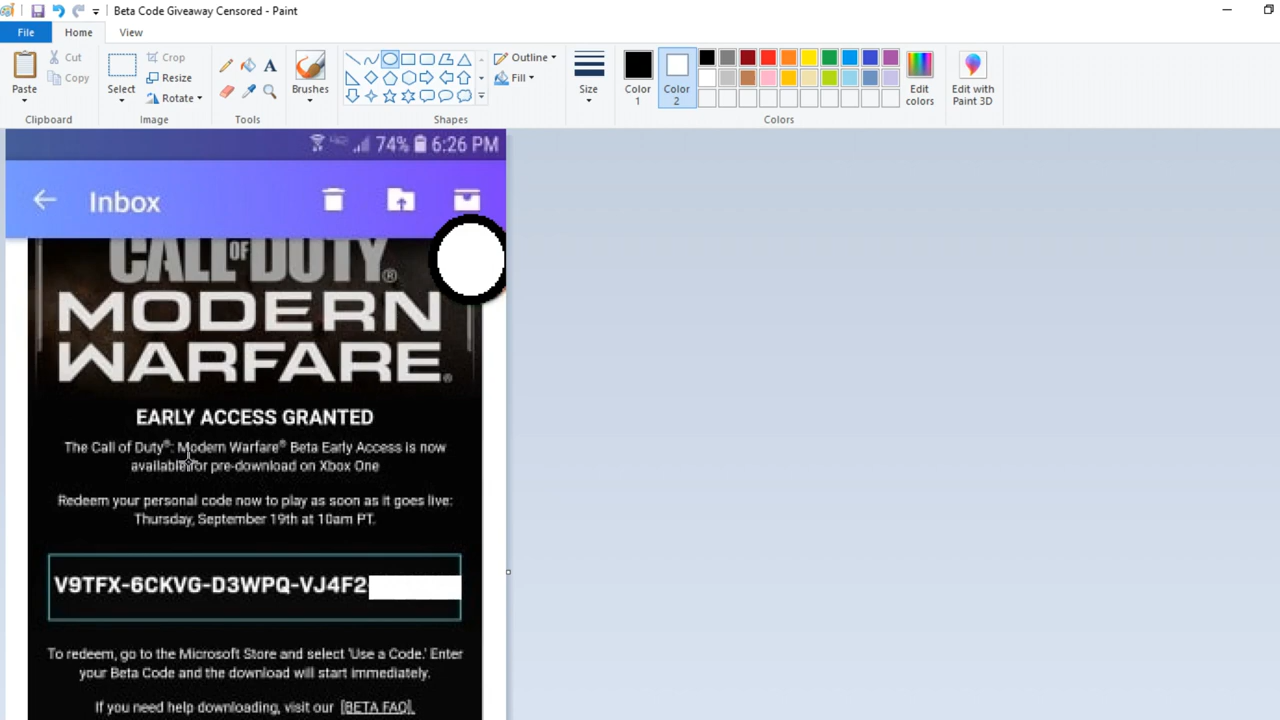 Beta Code Giveaway Censored - Paint
File Home View
Paste
Cut
Copy
Clipboard
Select
Crop
Resize
Rotate
Image
Tools
Brushes
Shapes
Outline
Fill
Size
Color 1
Color 2
Colors
Edit colors
Edit with Paint 3D
74% 6:26 PM
Inbox
CALL OF DUTY®
MODERN
WARFARE®
EARLY ACCESS GRANTED
The Call of Duty®: Modern Warfare® Beta Early Access is now
available for pre-download on Xbox One
Redeem your personal code now to play as soon as it goes live:
Thursday, September 19th at 10am PT.
V9TFX-6CKVG-D3WPQ-VJ4F2
To redeem, go to the Microsoft Store and select 'Use a Code.' Enter
your Beta Code and the download will start immediately.
If you need help downloading, visit our [BETA FAQ].